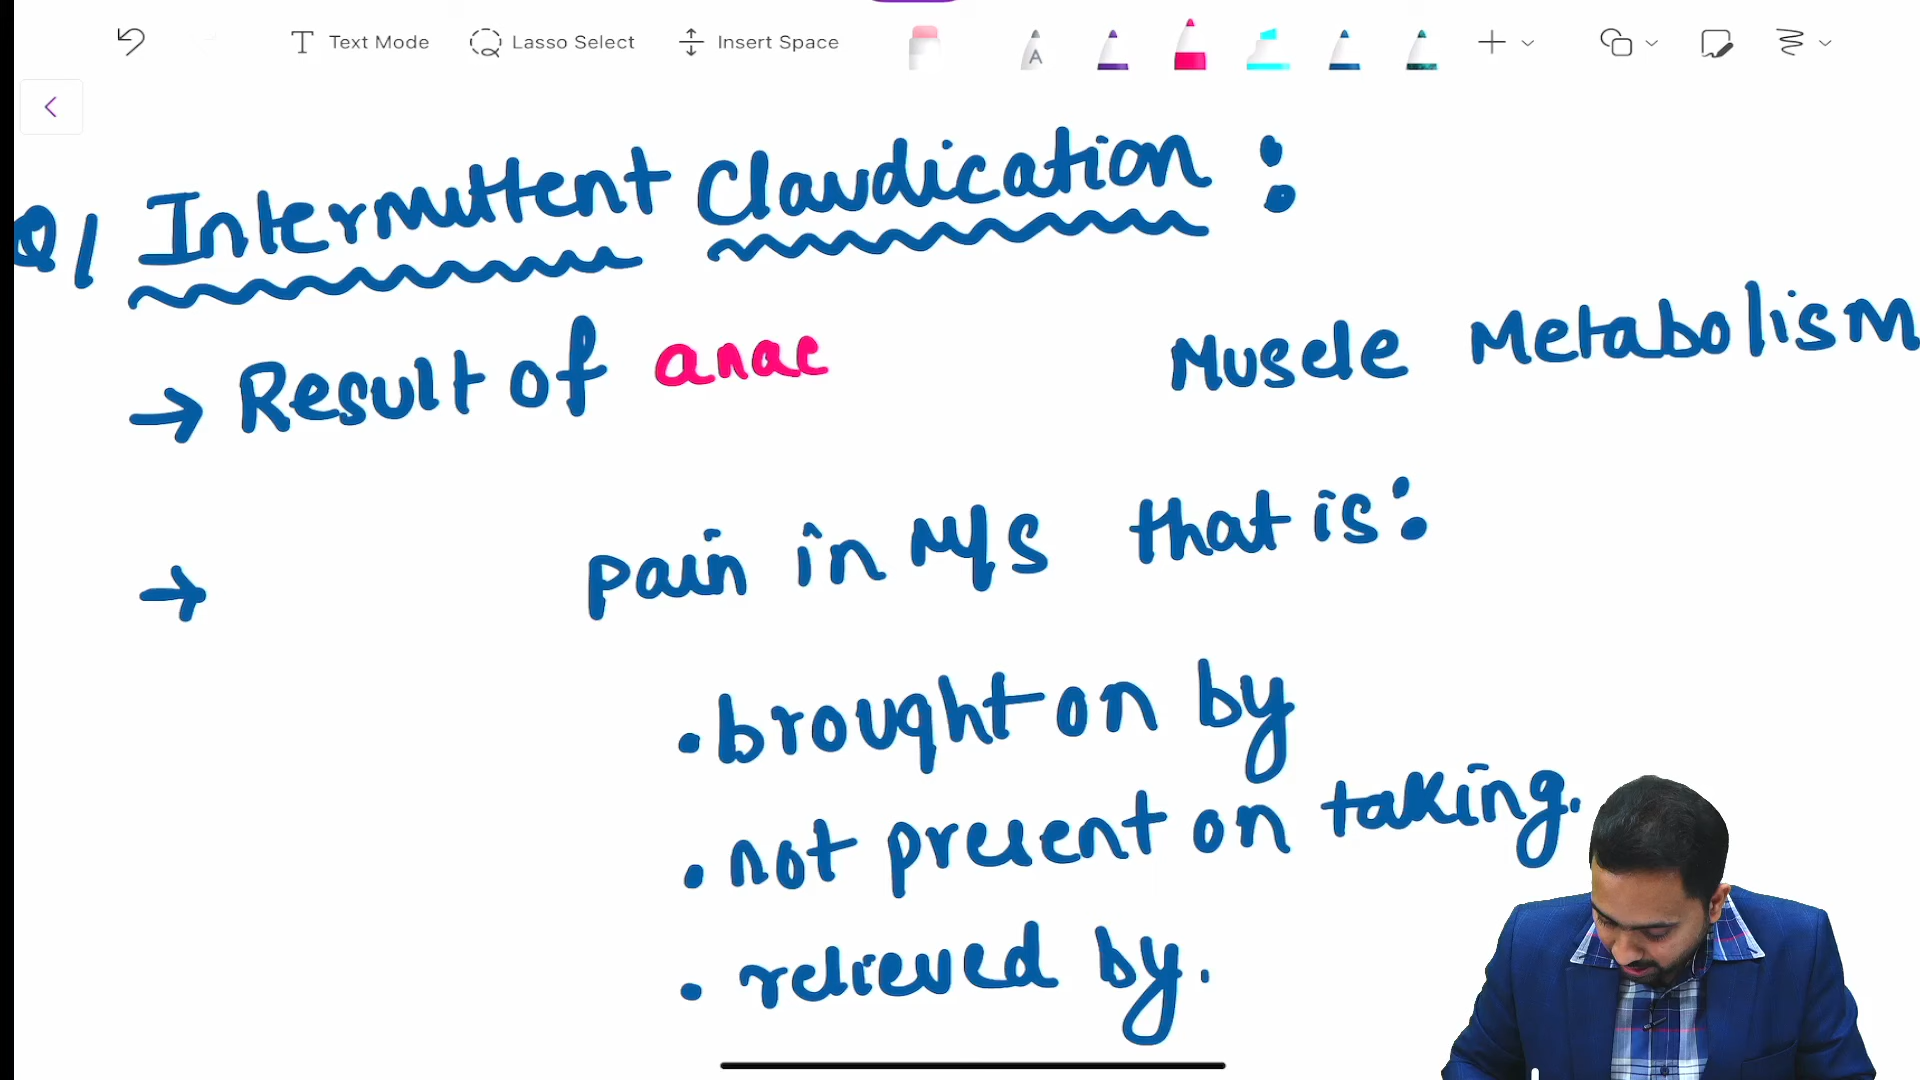 Text Mode Lasso Select Insert Space A
Q/ Intermittent Claudication :
→ Result of anae Muscle Metabolism
→ pain in M/S that is :
• brought on by
• not present on taking.
• relieved by.